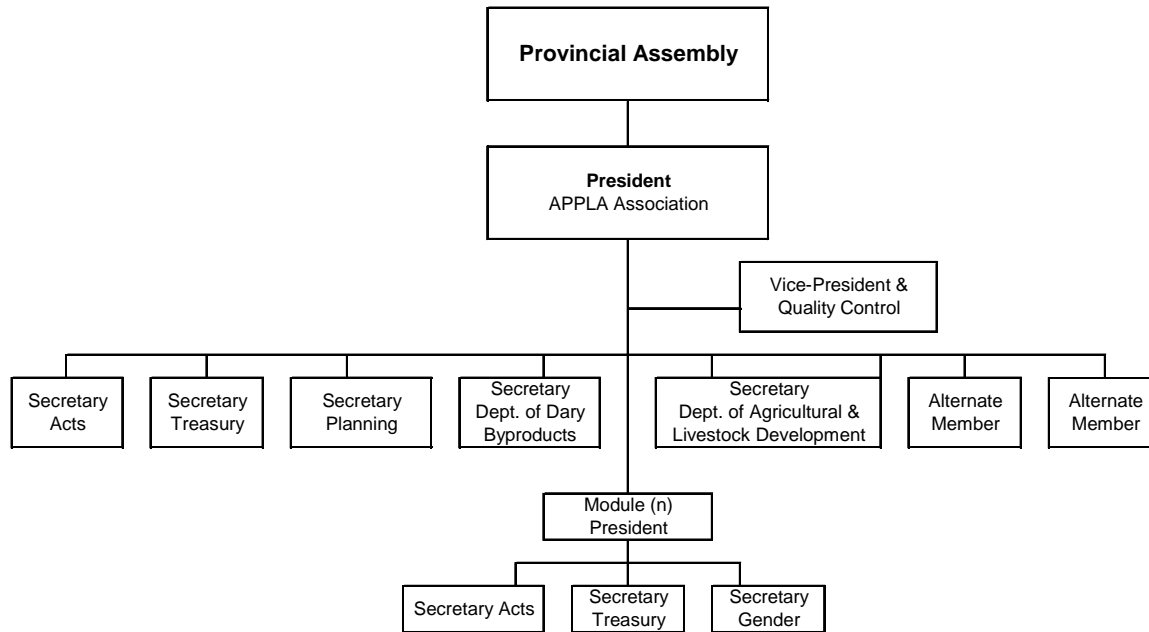 Provincial Assembly
President
APPLA Association
Vice-President &
Quality Control
Secretary
Acts
Secretary
Treasury
Secretary
Planning
Secretary
Dept. of Dary
Byproducts
Secretary
Dept. of Agricultural &
Livestock Development
Alternate
Member
Alternate
Member
Module (n)
President
Secretary Acts
Secretary
Treasury
Secretary
Gender